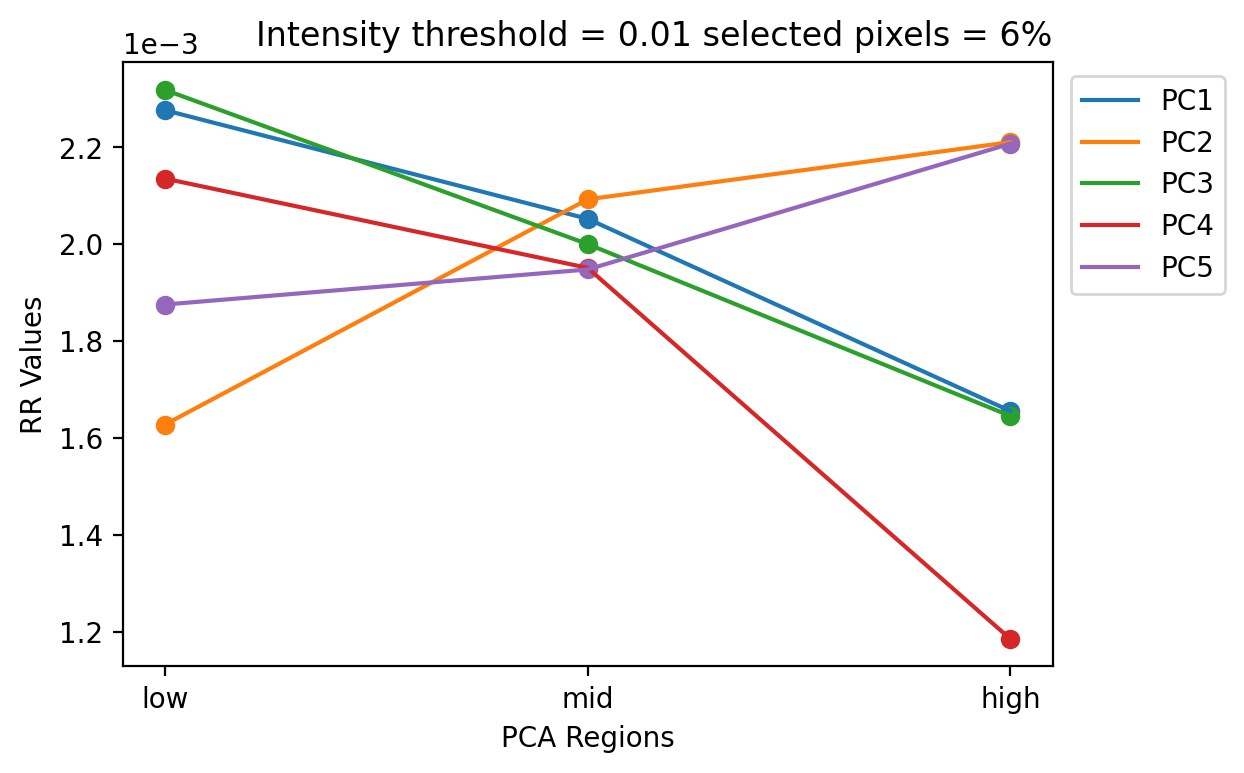 Intensity threshold = 0.01 selected pixels = 6%
1e−3
2.2
2.0
1.8
1.6
1.4
1.2
RR Values
low
mid
high
PCA Regions
PC1
PC2
PC3
PC4
PC5